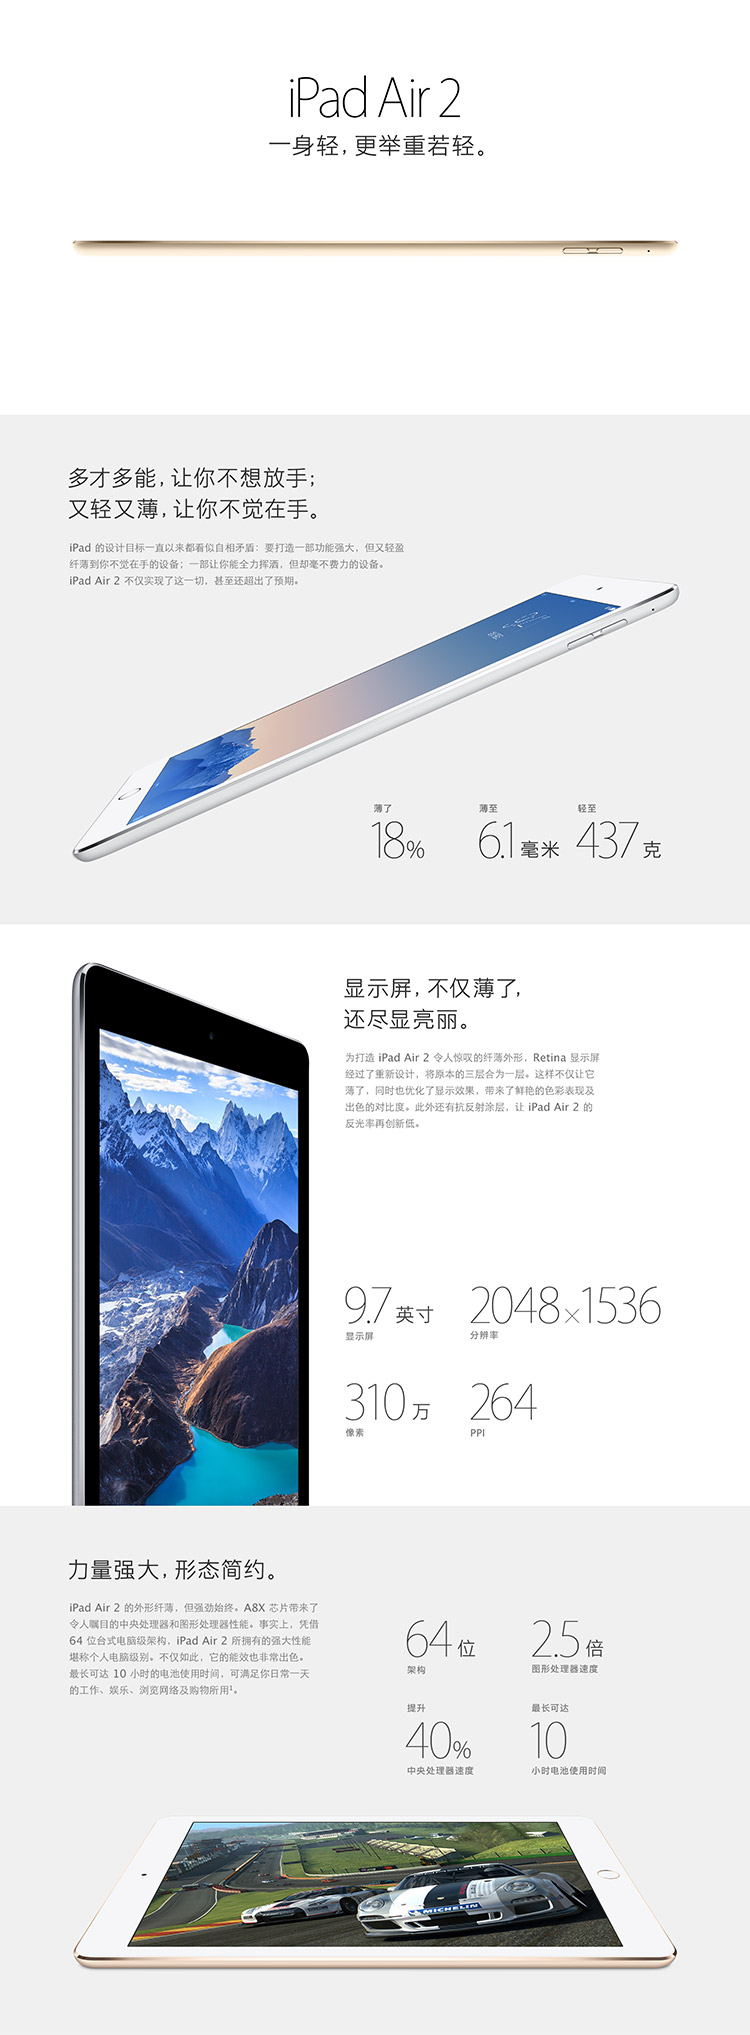 iPad Air 2
一身轻，更举重若轻。
多才多能，让你不想放手；
又轻又薄，让你不觉在手。
iPad 的设计目标一直以来都看似自相矛盾：要打造一部功能强大，但又轻盈
纤薄到你不觉在手的设备；一部让你能全力挥洒，但却毫不费力的设备。
iPad Air 2 不仅实现了这一切，甚至还超出了预期。
薄了
18%
薄至
6.1 毫米
轻至
437 克
显示屏，不仅薄了，
还尽显亮丽。
为打造 iPad Air 2 令人惊叹的纤薄外形，Retina 显示屏
经过了重新设计，将原本的三层合为一层。这样不仅让它
薄了，同时也优化了显示效果，带来了鲜艳的色彩表现及
出色的对比度。此外还有抗反射涂层，让 iPad Air 2 的
反光率再创新低。
9.7 英寸
显示屏
2048×1536
分辨率
310 万
像素
264
PPI
力量强大，形态简约。
iPad Air 2 的外形纤薄，但强劲始终。A8X 芯片带来了
令人瞩目的中央处理器和图形处理器性能。事实上，凭借
64 位台式电脑级架构，iPad Air 2 所拥有的强大性能
堪称个人电脑级别。不仅如此，它的能效也非常出色。
最长可达 10 小时的电池使用时间，可满足你日常一天
的工作、娱乐、浏览网络及购物所用¹。
64 位
架构
2.5 倍
图形处理器速度
提升
40%
中央处理器速度
最长可达
10
小时电池使用时间
MICHELIN